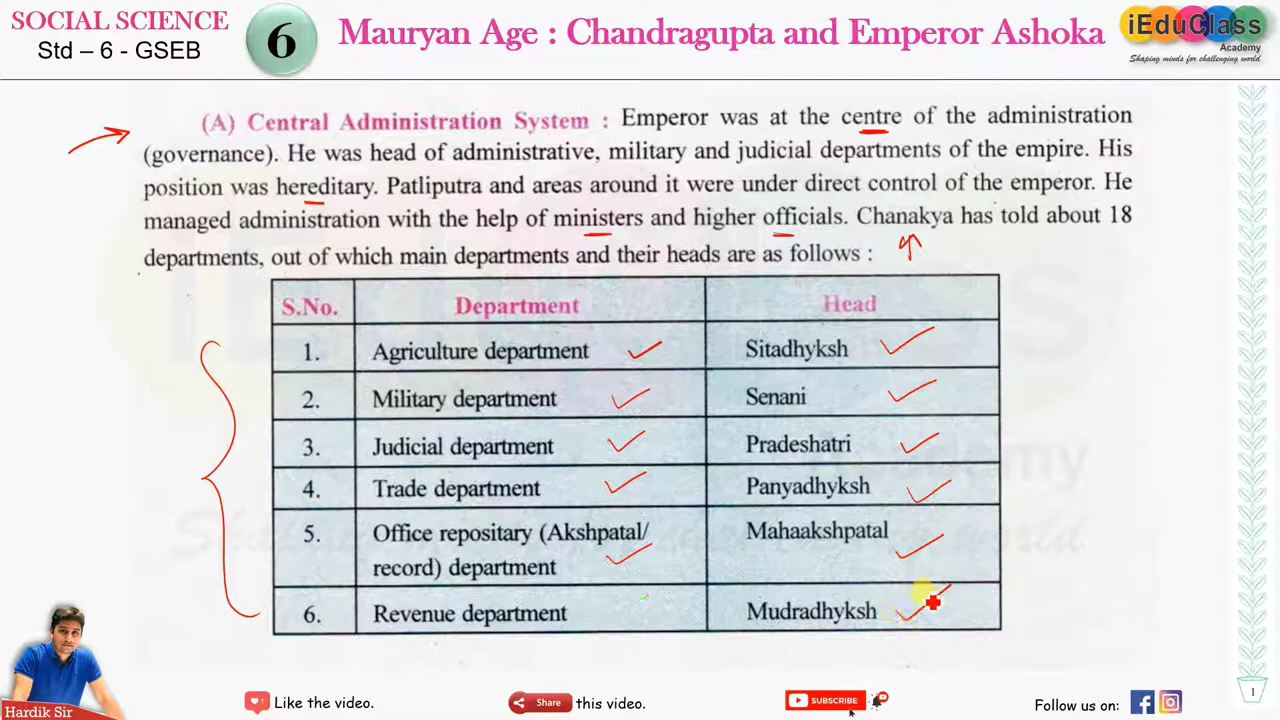 SOCIAL SCIENCE
Std – 6 - GSEB
6
Mauryan Age : Chandragupta and Emperor Ashoka
iEduClass
Academy
Shaping minds for challenging world
(A) Central Administration System : Emperor was at the centre of the administration
(governance). He was head of administrative, military and judicial departments of the empire. His
position was hereditary. Patliputra and areas around it were under direct control of the emperor. He
managed administration with the help of ministers and higher officials. Chanakya has told about 18
departments, out of which main departments and their heads are as follows :
S.No. Department Head
1. Agriculture department Sitadhyksh
2. Military department Senani
3. Judicial department Pradeshatri
4. Trade department Panyadhyksh
5. Office repositary (Akshpatal/ Mahaakshpatal
record) department
6. Revenue department Mudradhyksh
Hardik Sir
Like the video.
Share this video.
SUBSCRIBE
Follow us on:
1